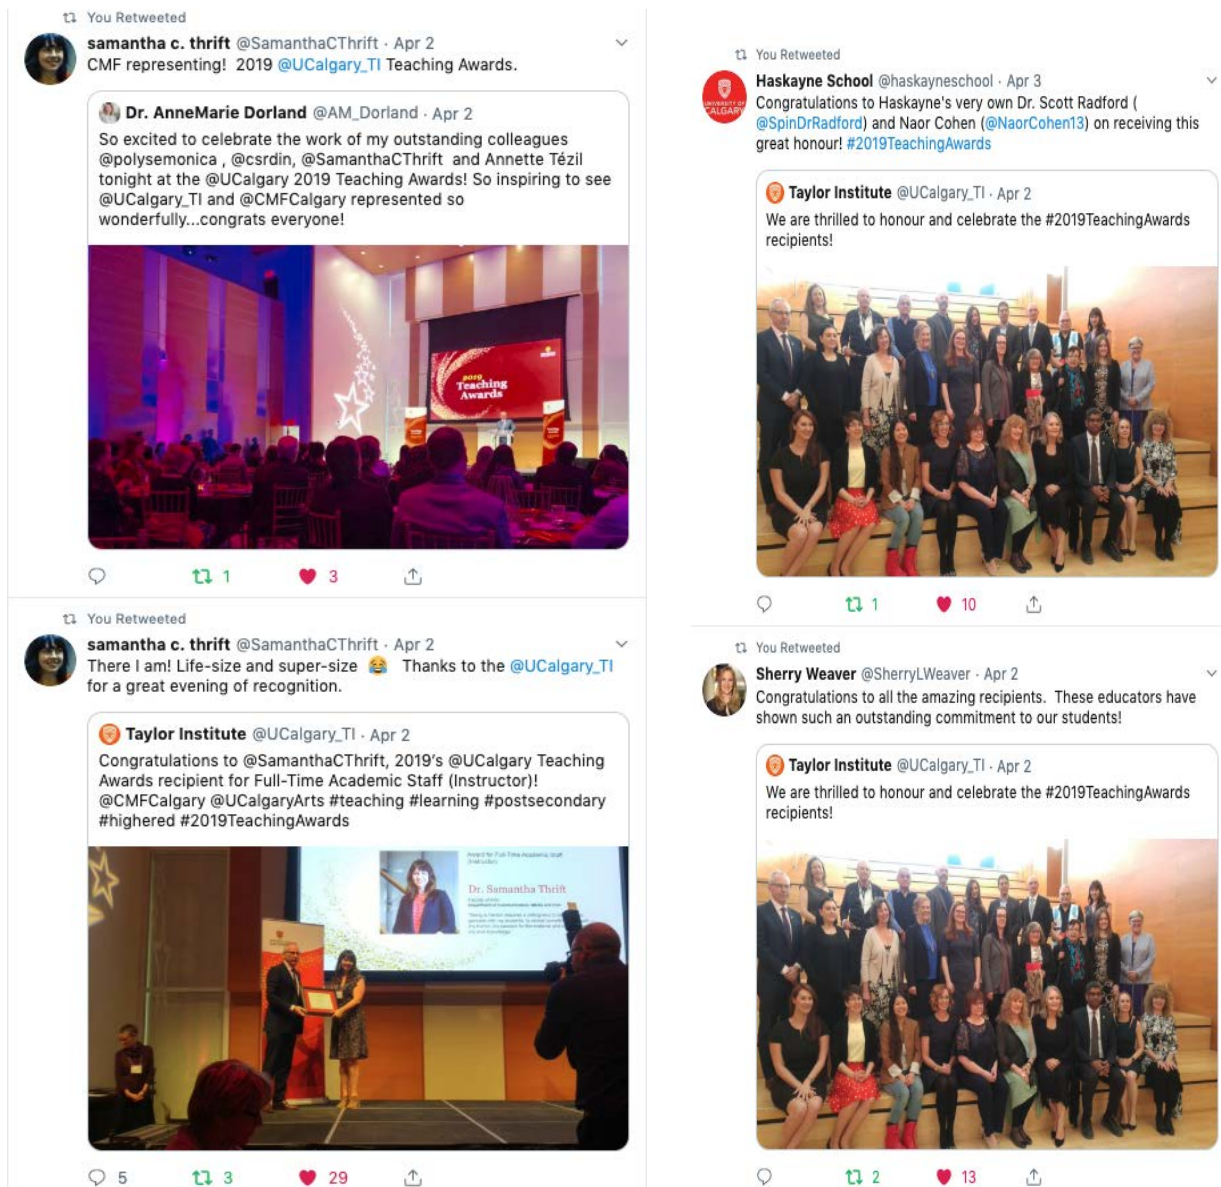 You Retweeted
samantha c. thrift @SamanthaCThrift · Apr 2
CMF representing! 2019 @UCalgary_TI Teaching Awards.
Dr. AnneMarie Dorland @AM_Dorland · Apr 2
So excited to celebrate the work of my outstanding colleagues
@polysemonica , @csrdin, @SamanthaCThrift and Annette Tézil
tonight at the @UCalgary 2019 Teaching Awards! So inspiring to see
@UCalgary_TI and @CMFCalgary represented so
wonderfully...congrats everyone!
2019
Teaching
Awards
1 3
You Retweeted
samantha c. thrift @SamanthaCThrift · Apr 2
There I am! Life-size and super-size 😂 Thanks to the @UCalgary_TI
for a great evening of recognition.
Taylor Institute @UCalgary_TI · Apr 2
Congratulations to @SamanthaCThrift, 2019's @UCalgary Teaching
Awards recipient for Full-Time Academic Staff (Instructor)!
@CMFCalgary @UCalgaryArts #teaching #learning #postsecondary
#highered #2019TeachingAwards
Award for Full-Time Academic Staff
(Instructor)
Dr. Samantha Thrift
5 3 29
You Retweeted
Haskayne School @haskayneschool · Apr 3
UNIVERSITY OF
CALGARY
Congratulations to Haskayne's very own Dr. Scott Radford (
@SpinDrRadford) and Naor Cohen (@NaorCohen13) on receiving this
great honour! #2019TeachingAwards
Taylor Institute @UCalgary_TI · Apr 2
We are thrilled to honour and celebrate the #2019TeachingAwards
recipients!
1 10
You Retweeted
Sherry Weaver @SherryLWeaver · Apr 2
Congratulations to all the amazing recipients. These educators have
shown such an outstanding commitment to our students!
Taylor Institute @UCalgary_TI · Apr 2
We are thrilled to honour and celebrate the #2019TeachingAwards
recipients!
2 13